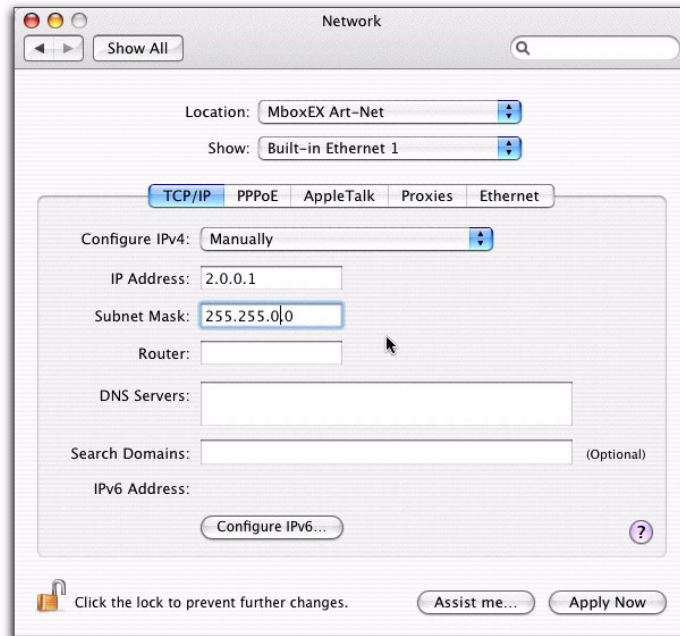 Network
Show All
Location: MboxEX Art-Net
Show: Built-in Ethernet 1
TCP/IP PPPoE AppleTalk Proxies Ethernet
Configure IPv4: Manually
IP Address: 2.0.0.1
Subnet Mask: 255.255.0.0
Router:
DNS Servers:
Search Domains: (Optional)
IPv6 Address:
Configure IPv6...
?
Click the lock to prevent further changes. Assist me... Apply Now